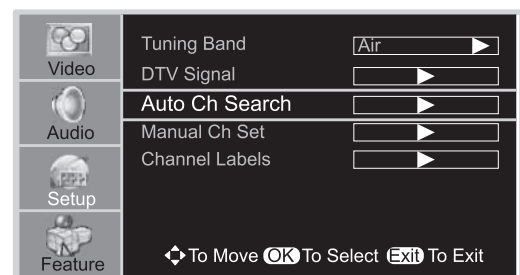 Video
Audio
Setup
Feature
Tuning Band Air
DTV Signal
Auto Ch Search
Manual Ch Set
Channel Labels
To Move OK To Select Exit To Exit